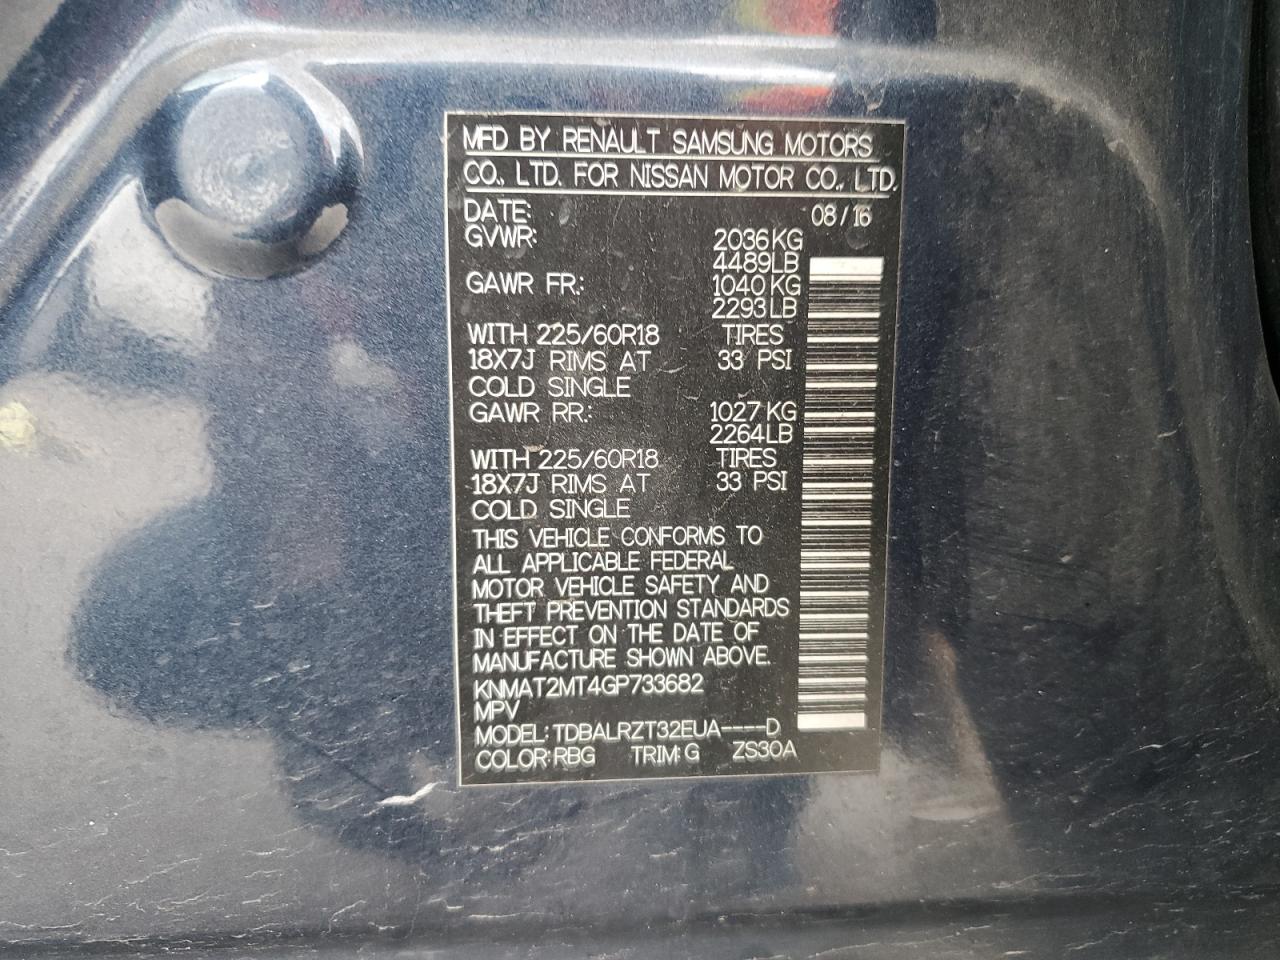 MFD BY RENAULT SAMSUNG MOTORS
CO., LTD. FOR NISSAN MOTOR CO., LTD.
DATE: 08/16
GVWR: 2036KG
4489LB
GAWR FR.: 1040KG
2293LB
WITH 225/60R18 TIRES
18X7J RIMS AT 33 PSI
COLD SINGLE
GAWR RR.: 1027KG
2264LB
WITH 225/60R18 TIRES
18X7J RIMS AT 33 PSI
COLD SINGLE
THIS VEHICLE CONFORMS TO
ALL APPLICABLE FEDERAL
MOTOR VEHICLE SAFETY AND
THEFT PREVENTION STANDARDS
IN EFFECT ON THE DATE OF
MANUFACTURE SHOWN ABOVE.
KNMAT2MT4GP733682
MPV
MODEL: TDBALRZT32EUA----D
COLOR: RBG TRIM: G ZS30A